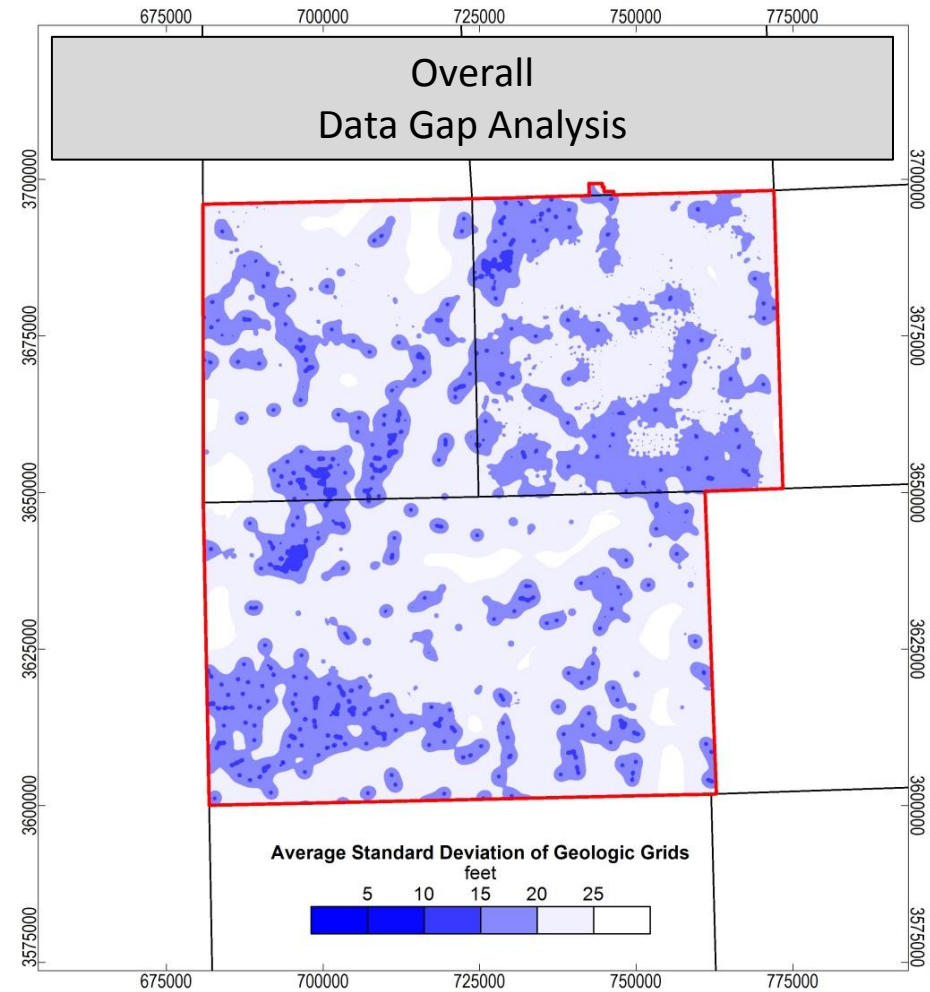 675000 700000 725000 750000 775000
Overall
Data Gap Analysis
3700000 3700000
3675000 3675000
3650000 3650000
3625000 3625000
3600000 3600000
Average Standard Deviation of Geologic Grids
feet
5 10 15 20 25
3575000 3575000
675000 700000 725000 750000 775000